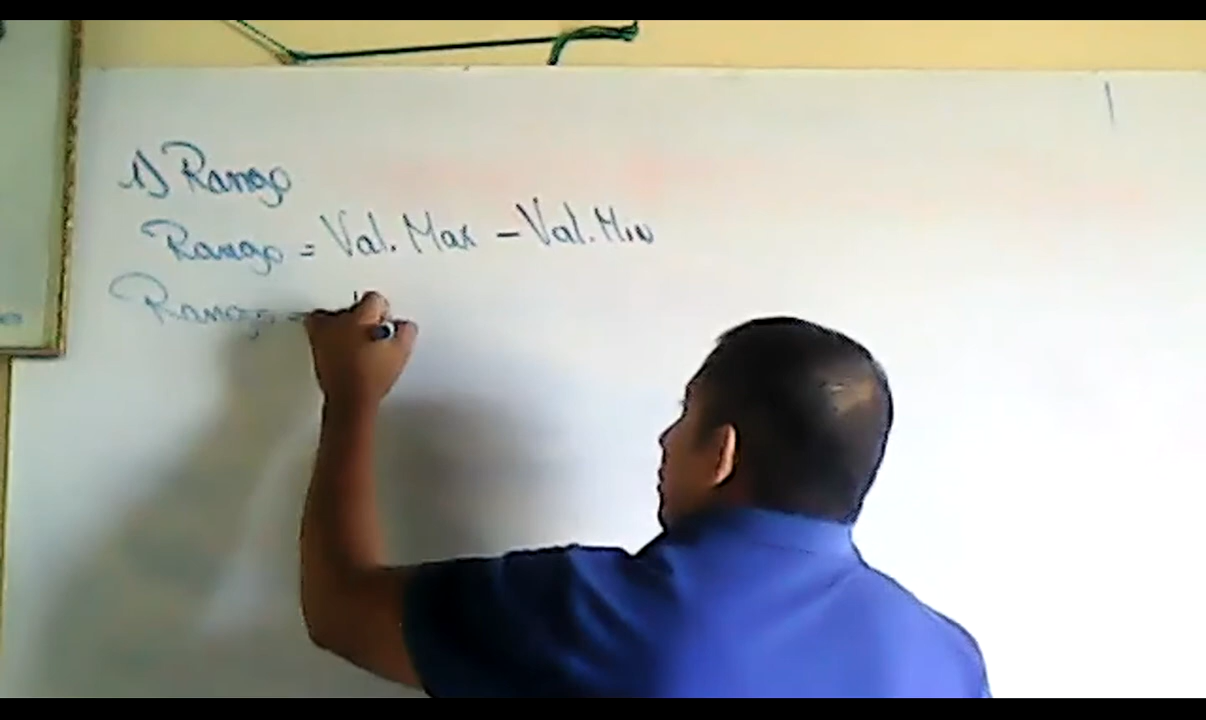 1) Rango
Rango = Val. Max - Val. Min
Rango =